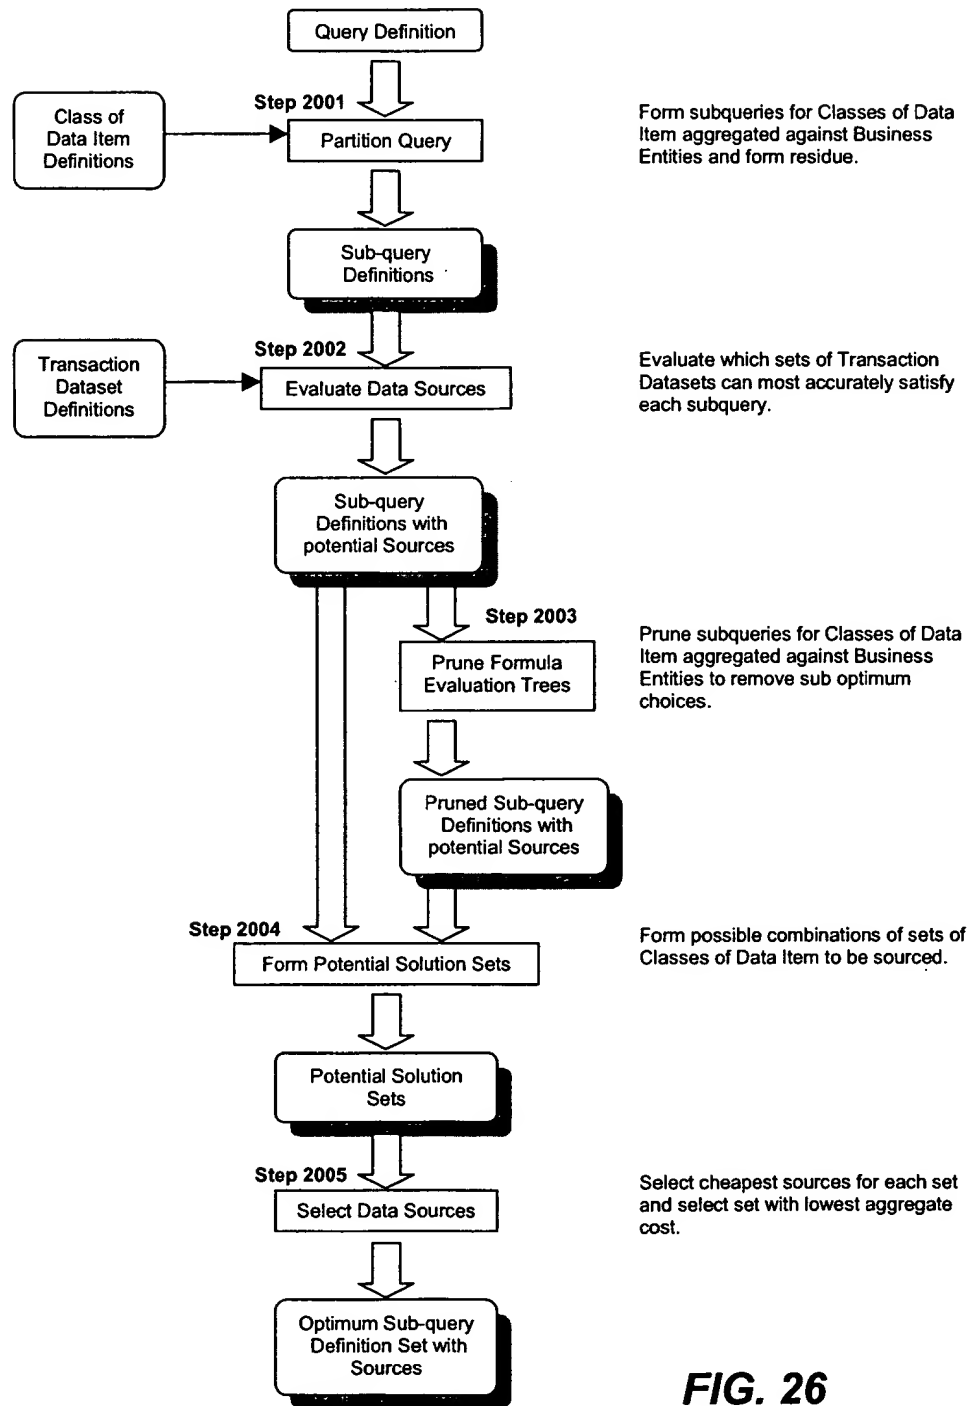 Query Definition
Step 2001
Class of
Data Item
Definitions
Partition Query
Form subqueries for Classes of Data
Item aggregated against Business
Entities and form residue.
Sub-query
Definitions
Step 2002
Transaction
Dataset
Definitions
Evaluate Data Sources
Evaluate which sets of Transaction
Datasets can most accurately satisfy
each subquery.
Sub-query
Definitions with
potential Sources
Step 2003
Prune Formula
Evaluation Trees
Prune subqueries for Classes of Data
Item aggregated against Business
Entities to remove sub optimum
choices.
Pruned Sub-query
Definitions with
potential Sources
Step 2004
Form Potential Solution Sets
Form possible combinations of sets of
Classes of Data Item to be sourced.
Potential Solution
Sets
Step 2005
Select Data Sources
Select cheapest sources for each set
and select set with lowest aggregate
cost.
Optimum Sub-query
Definition Set with
Sources
FIG. 26